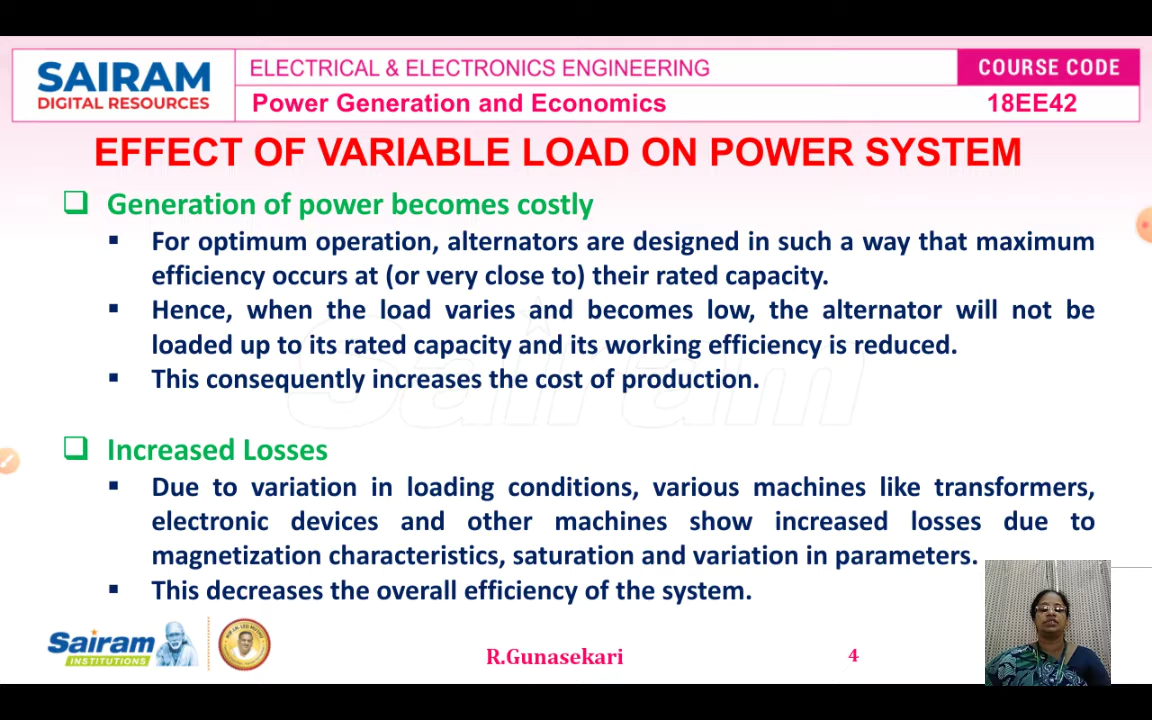 SAIRAM
DIGITAL RESOURCES
ELECTRICAL & ELECTRONICS ENGINEERING
Power Generation and Economics
COURSE CODE
18EE42
EFFECT OF VARIABLE LOAD ON POWER SYSTEM
Generation of power becomes costly
For optimum operation, alternators are designed in such a way that maximum
efficiency occurs at (or very close to) their rated capacity.
Hence, when the load varies and becomes low, the alternator will not be
loaded up to its rated capacity and its working efficiency is reduced.
This consequently increases the cost of production.
Sairam
Increased Losses
Due to variation in loading conditions, various machines like transformers,
electronic devices and other machines show increased losses due to
magnetization characteristics, saturation and variation in parameters.
This decreases the overall efficiency of the system.
Sairam
INSTITUTIONS
R.Gunasekari
4